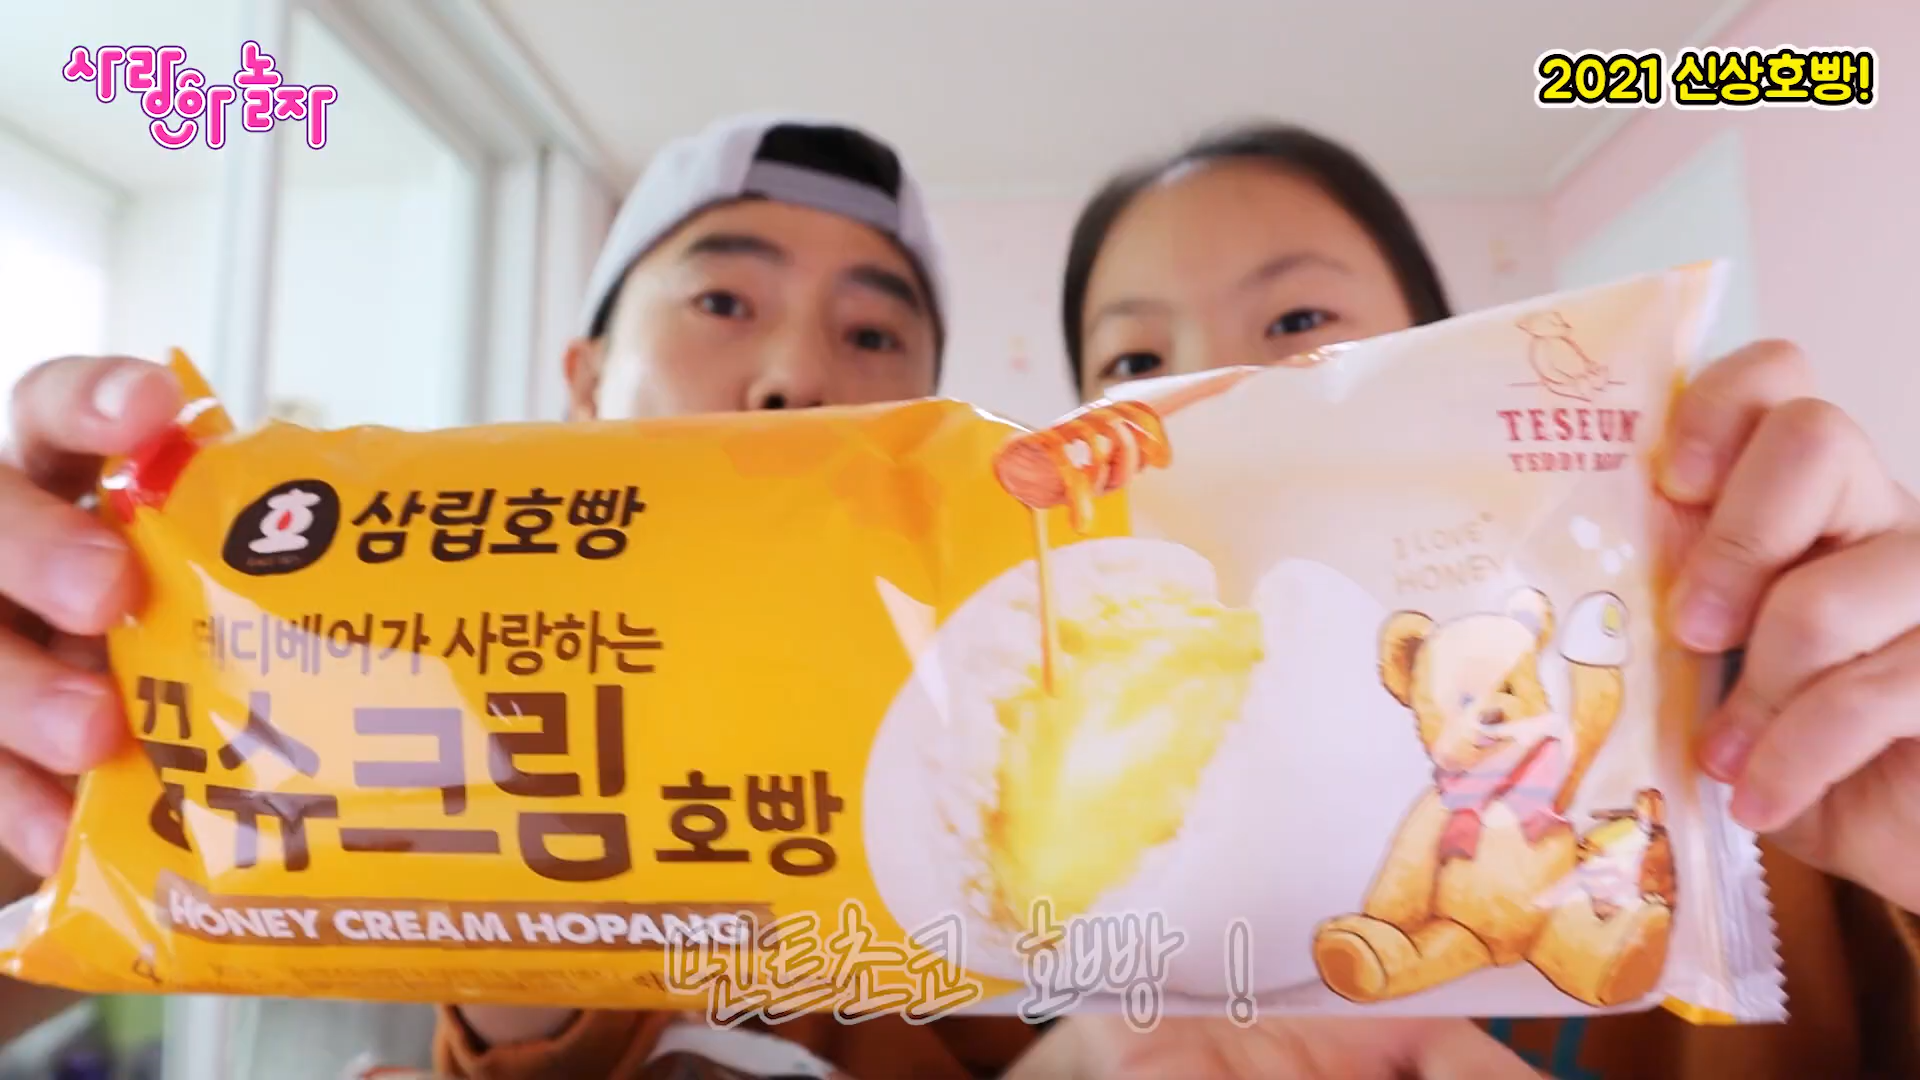 사랑아 놀자
2021 신상호빵!
호 삼립호빵
테디베어가 사랑하는
꿀슈크림 호빵
HONEY CREAM HOPANG
TESEUM
TEDDY
I LOVE
HONEY
민트초코 호빵 !